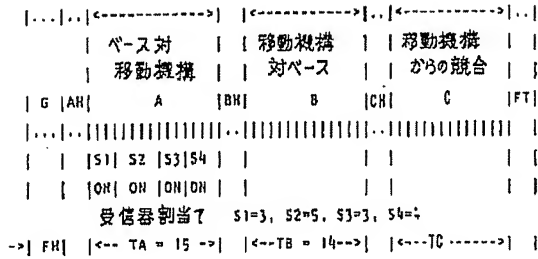 |...|..|<------------->| |<------------->|..|<------------->|..|
ベース対 移動機構 移動機構
移動機構 対ベース からの競合
| G |AH| A |BH| B |CH| C |FT|
|S1| S2 |S3|S4|
|ON| ON |ON|ON|
受信器割当て S1=3, S2=5, S3=3, S4=
->| FH| |<-- TA = 15 ->| |<--TB = 14-->| |<---TC ------>|